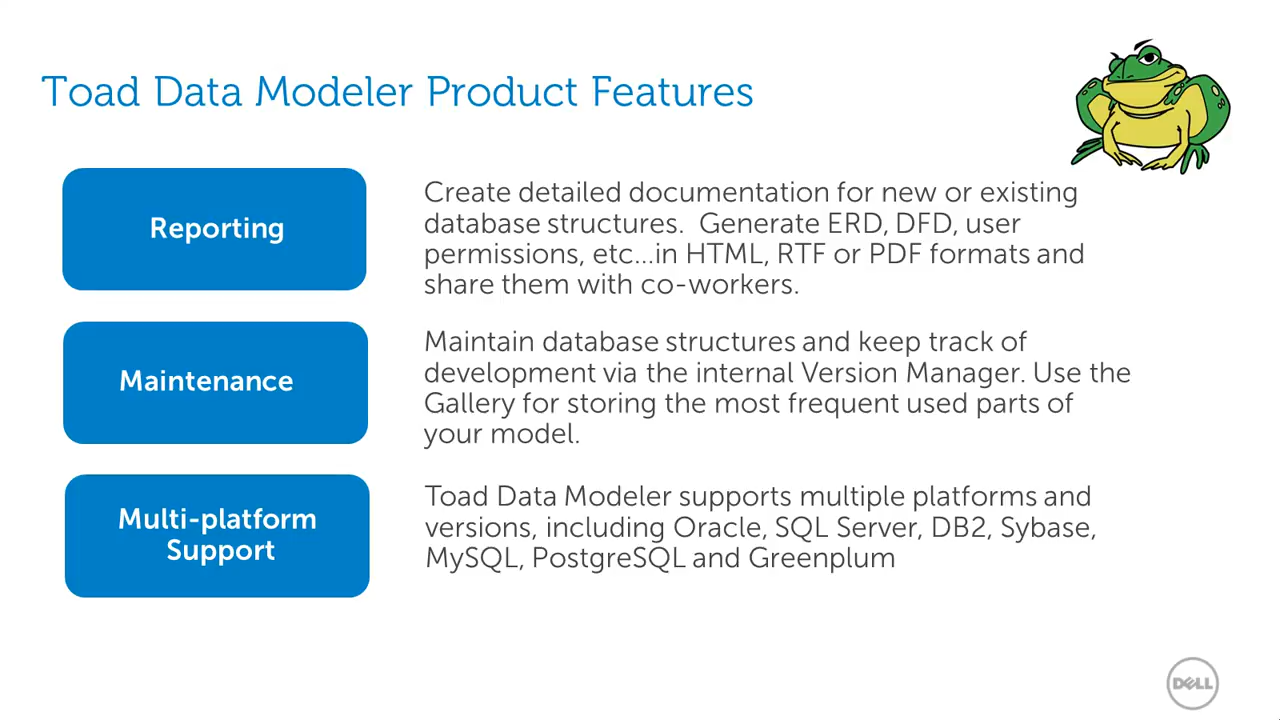 Toad Data Modeler Product Features
Reporting
Create detailed documentation for new or existing
database structures.  Generate ERD, DFD, user
permissions, etc...in HTML, RTF or PDF formats and
share them with co-workers.
Maintenance
Maintain database structures and keep track of
development via the internal Version Manager. Use the
Gallery for storing the most frequent used parts of
your model.
Multi-platform
Support
Toad Data Modeler supports multiple platforms and
versions, including Oracle, SQL Server, DB2, Sybase,
MySQL, PostgreSQL and Greenplum
DELL